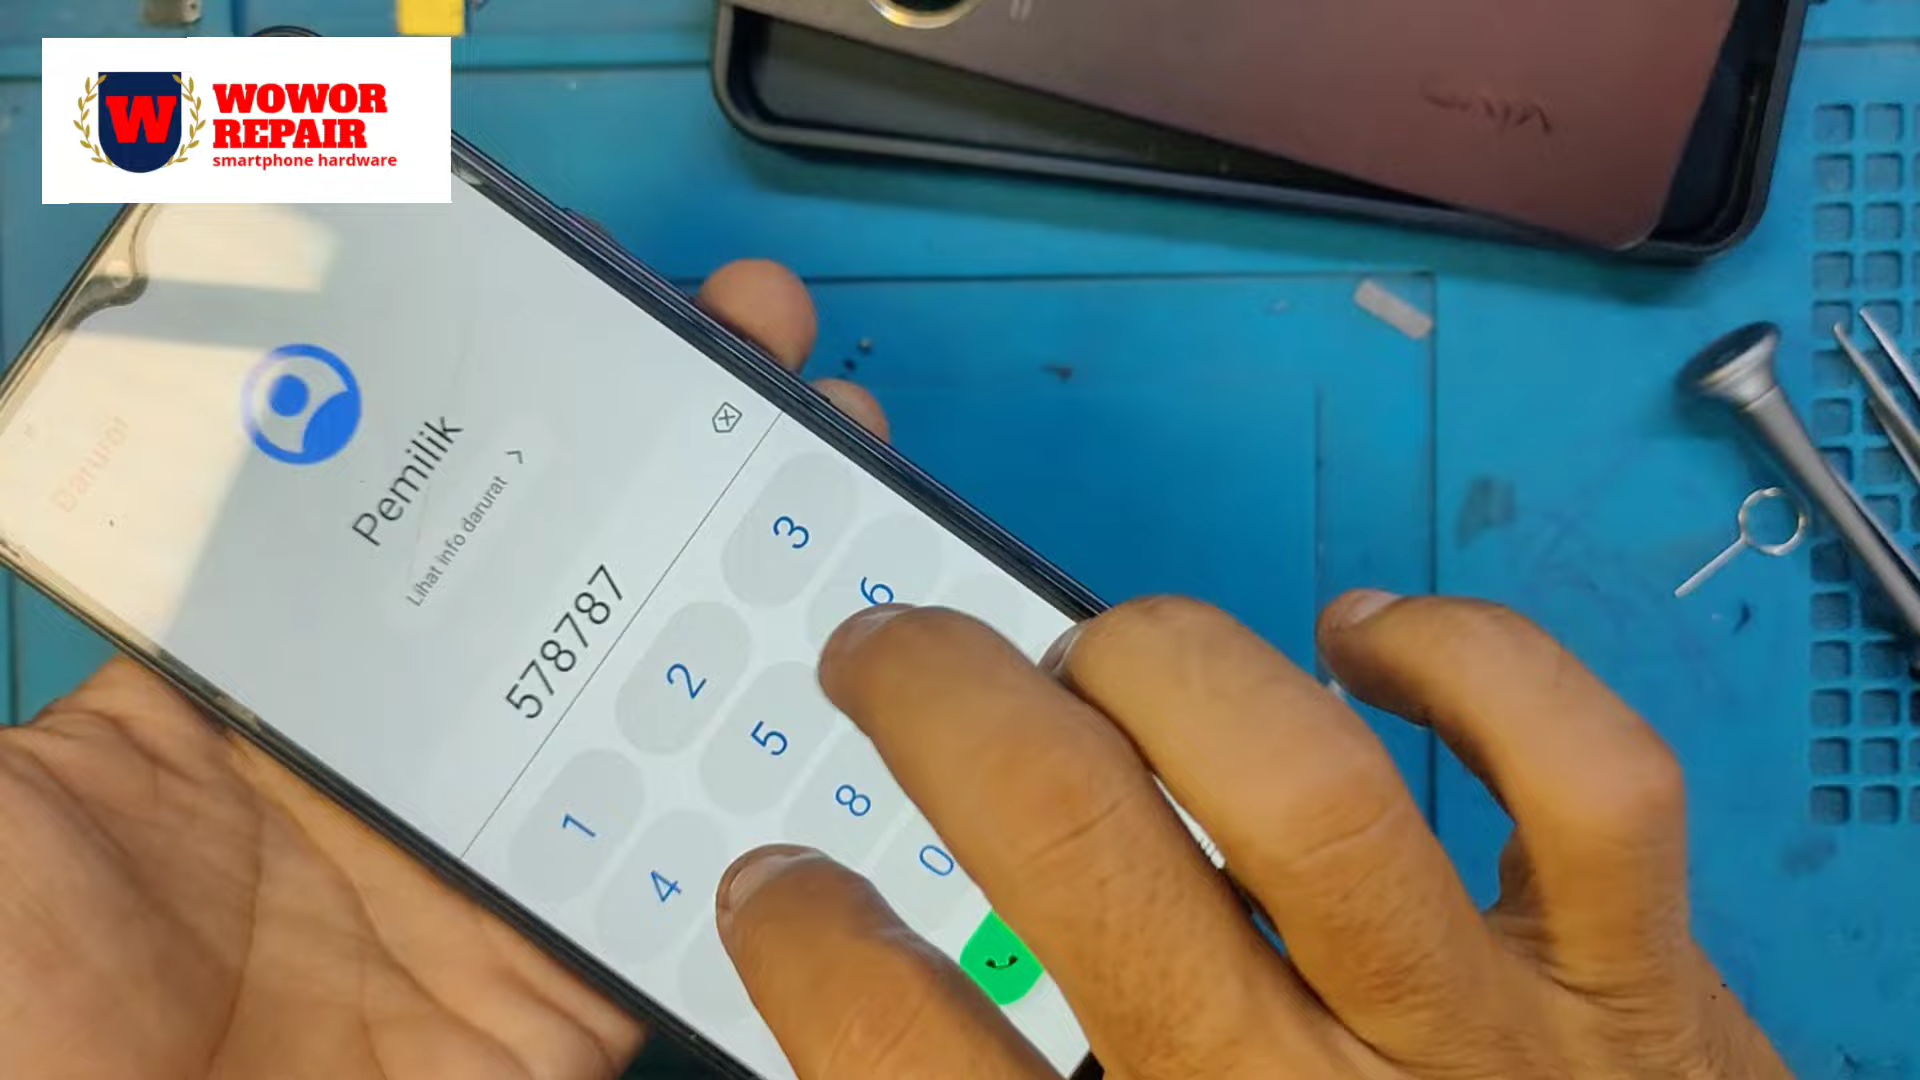 WOWOR
REPAIR
smartphone hardware
Darurat
Pemilik
Lihat info darurat >
578787
1
2
3
4
5
6
8
0